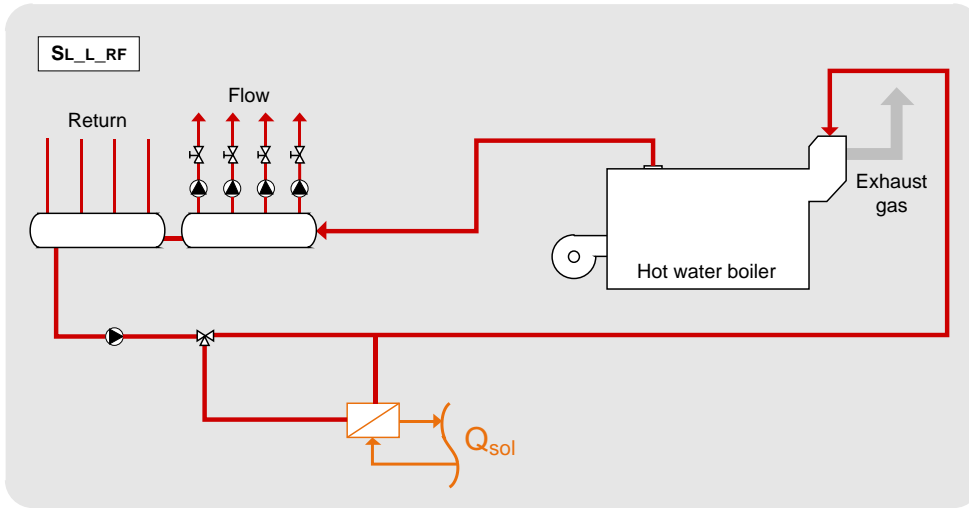 SL_L_RF
Flow
Return
Exhaust
gas
Hot water boiler
Qsol